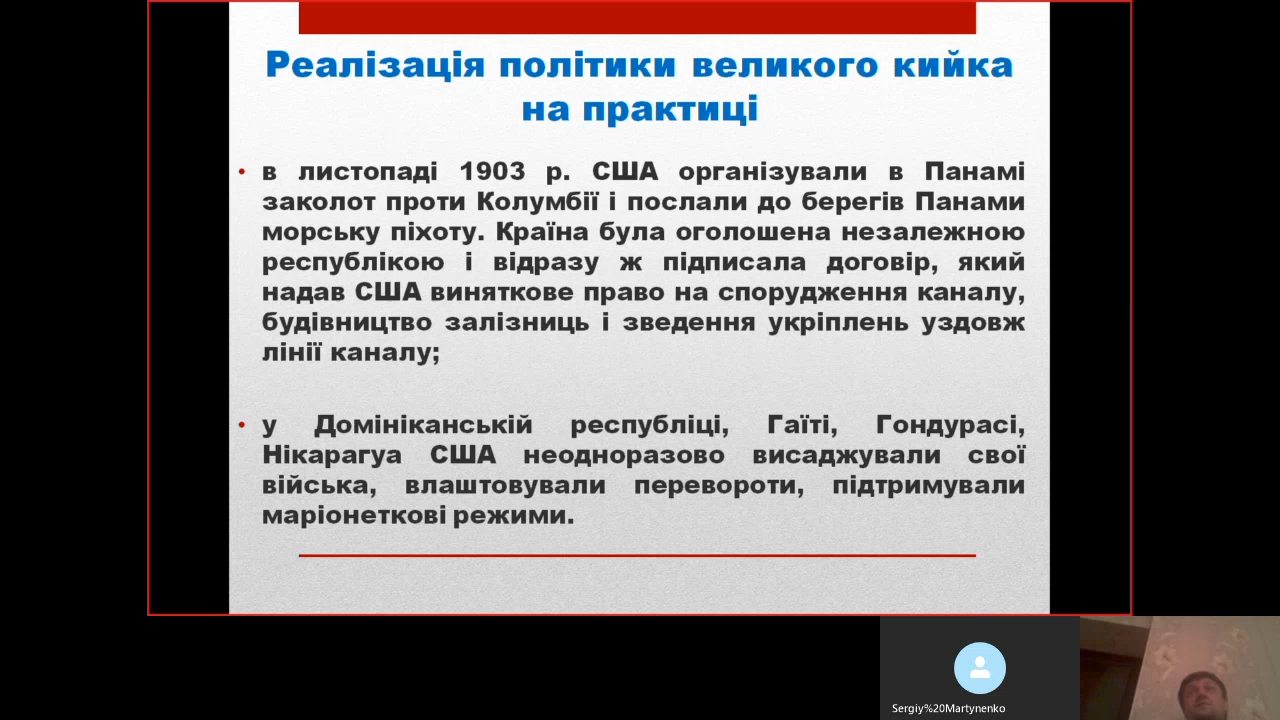 Реалізація політики великого кийка
на практиці
• в листопаді 1903 р. США організували в Панамі
заколот проти Колумбії і послали до берегів Панами
морську піхоту. Країна була оголошена незалежною
республікою і відразу ж підписала договір, який
надав США виняткове право на спорудження каналу,
будівництво залізниць і зведення укріплень уздовж
лінії каналу;
• у Домініканській республіці, Гаїті, Гондурасі,
Нікарагуа США неодноразово висаджували свої
війська, влаштовували перевороти, підтримували
маріонеткові режими.
Sergiy%20Martynenko